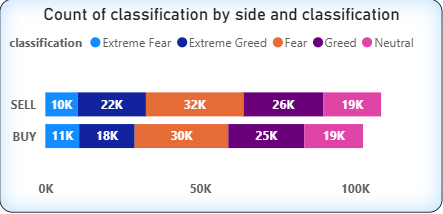 Count of classification by side and classification
classification Extreme Fear Extreme Greed Fear Greed Neutral
SELL 10K 22K 32K 26K 19K
BUY 11K 18K 30K 25K 19K
0K 50K 100K